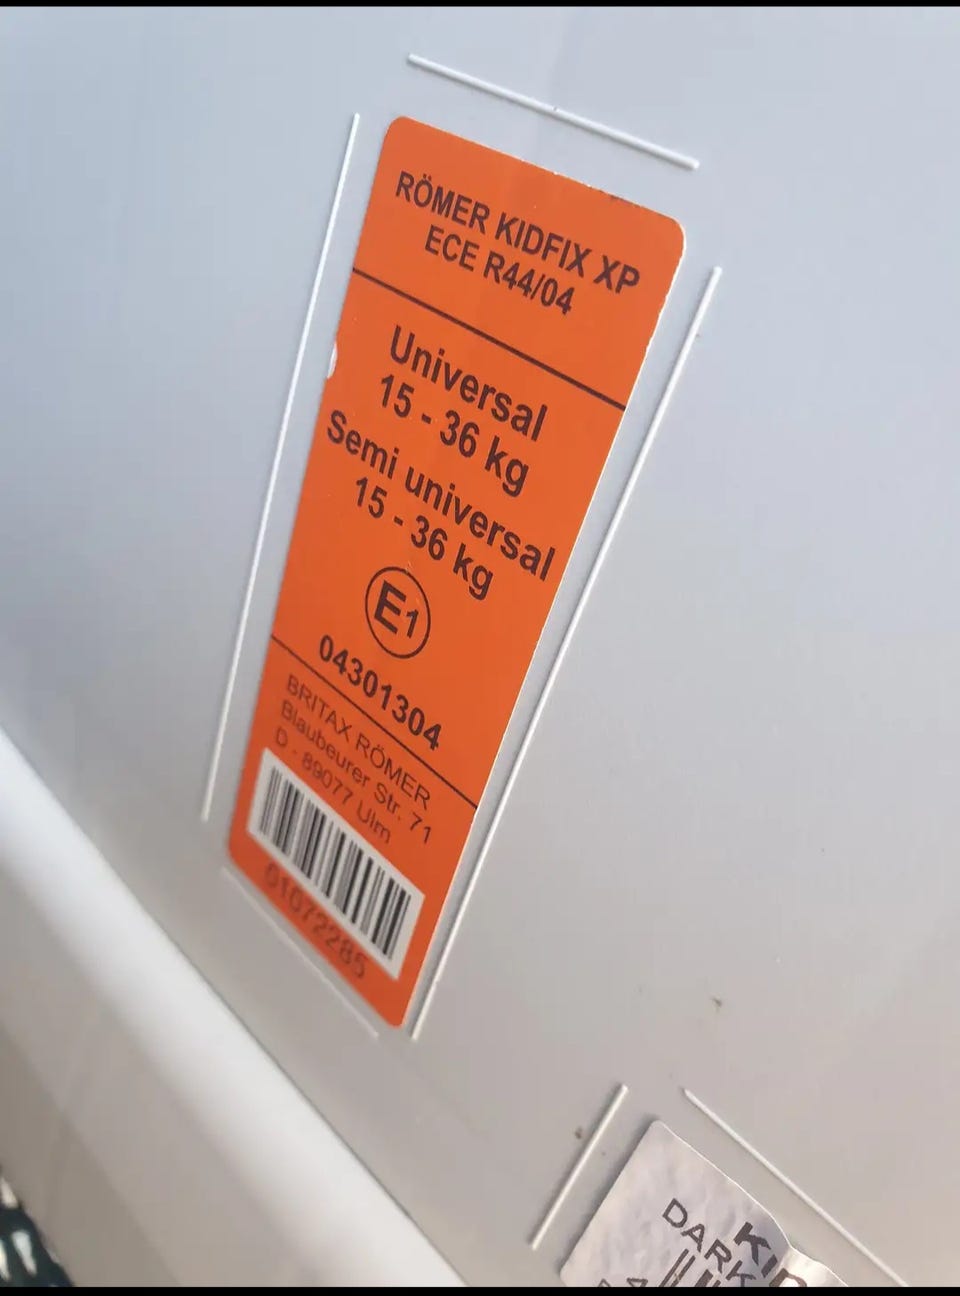 RÖMER KIDFIX XP
ECE R44/04
Universal
15 - 36 kg
Semi universal
15 - 36 kg
E1
04301304
BRITAX RÖMER
Blaubeurer Str. 71
D - 89077 Ulm
01072285
DARK